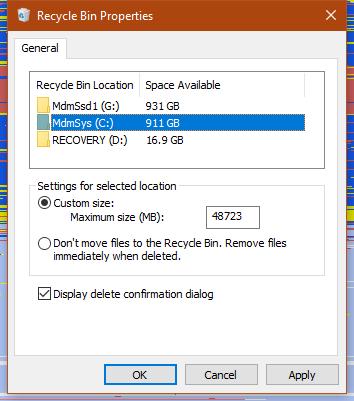 Recycle Bin Properties
General
Recycle Bin Location Space Available
MdmSsd1 (G:) 931 GB
MdmSys (C:) 911 GB
RECOVERY (D:) 16.9 GB
Settings for selected location
Custom size:
Maximum size (MB): 48723
Don't move files to the Recycle Bin. Remove files
immediately when deleted.
Display delete confirmation dialog
OK Cancel Apply